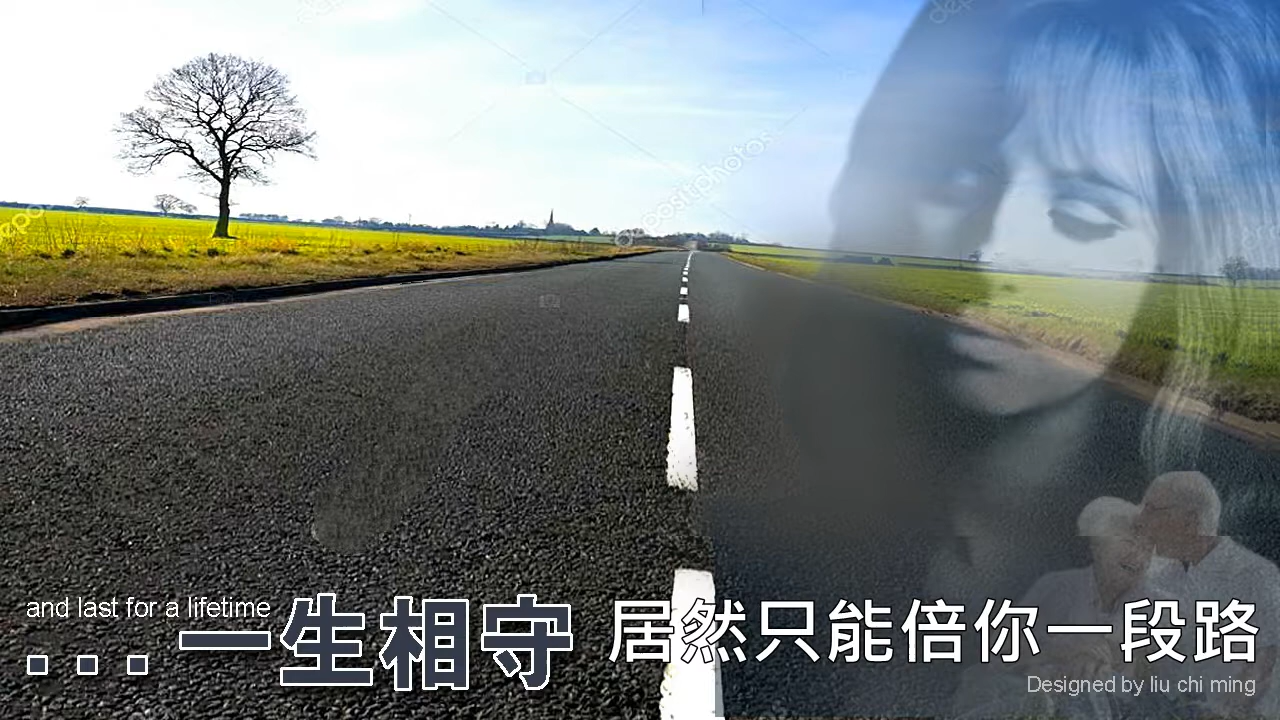 and last for a lifetime
...一生相守
居然只能倍你一段路
Designed by liu chi ming
depositphotos